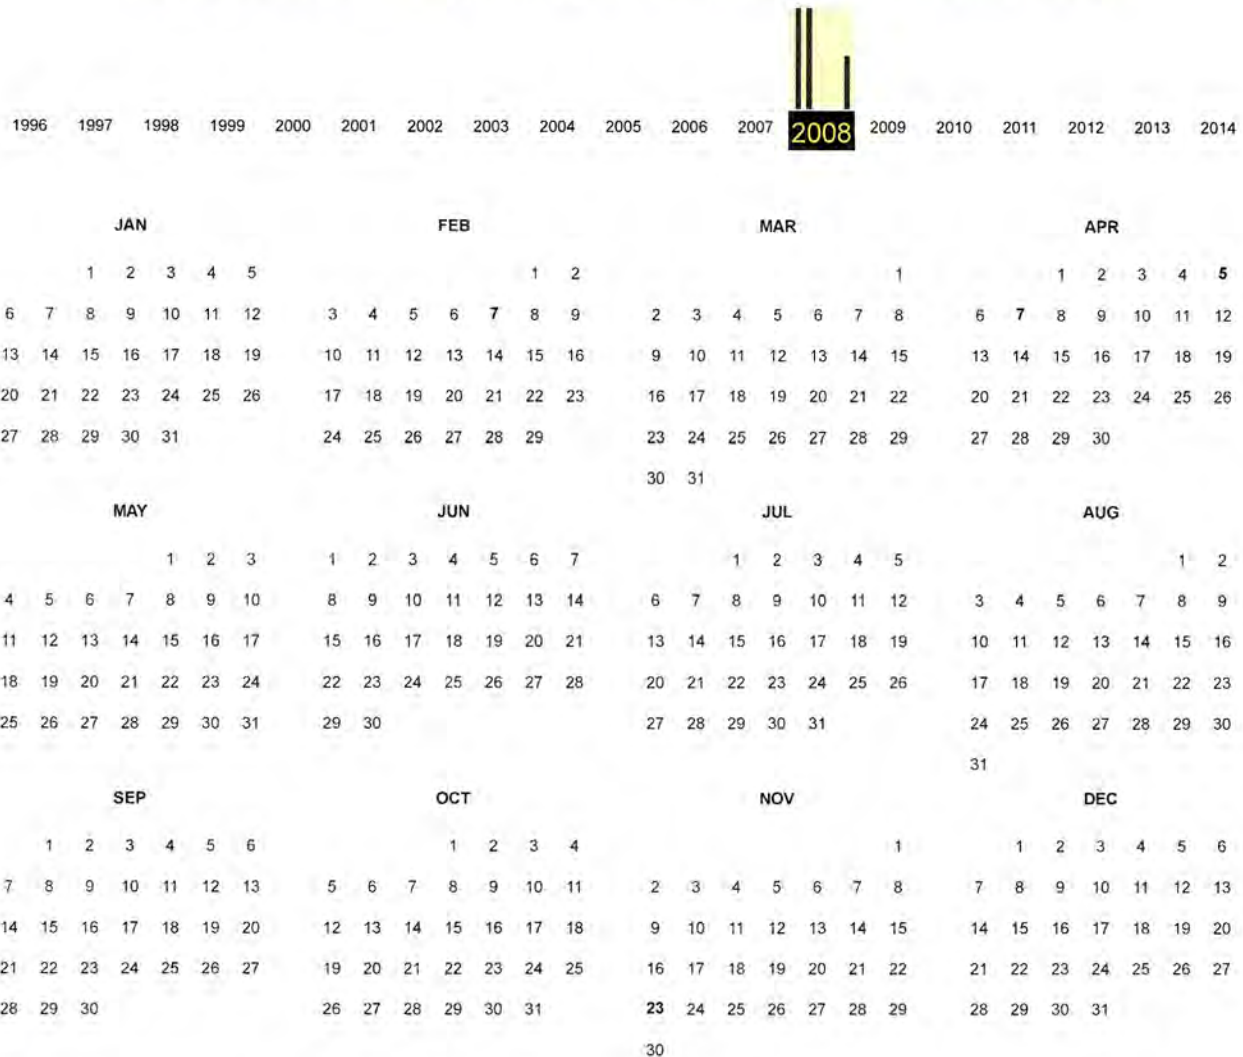 1996 1997 1998 1999 2000 2001 2002 2003 2004 2005 2006 2007 2008 2009 2010 2011 2012 2013 2014
JAN FEB MAR APR
1 2 3 4 5 1 2 1 1 2 3 4 5
6 7 8 9 10 11 12 3 4 5 6 7 8 9 2 3 4 5 6 7 8 6 7 8 9 10 11 12
13 14 15 16 17 18 19 10 11 12 13 14 15 16 9 10 11 12 13 14 15 13 14 15 16 17 18 19
20 21 22 23 24 25 26 17 18 19 20 21 22 23 16 17 18 19 20 21 22 20 21 22 23 24 25 26
27 28 29 30 31 24 25 26 27 28 29 23 24 25 26 27 28 29 27 28 29 30
30 31
MAY JUN JUL AUG
1 2 3 1 2 3 4 5 6 7 1 2 3 4 5 1 2
4 5 6 7 8 9 10 8 9 10 11 12 13 14 6 7 8 9 10 11 12 3 4 5 6 7 8 9
11 12 13 14 15 16 17 15 16 17 18 19 20 21 13 14 15 16 17 18 19 10 11 12 13 14 15 16
18 19 20 21 22 23 24 22 23 24 25 26 27 28 20 21 22 23 24 25 26 17 18 19 20 21 22 23
25 26 27 28 29 30 31 29 30 27 28 29 30 31 24 25 26 27 28 29 30
31
SEP OCT NOV DEC
1 2 3 4 5 6 1 2 3 4 1 1 2 3 4 5 6
7 8 9 10 11 12 13 5 6 7 8 9 10 11 2 3 4 5 6 7 8 7 8 9 10 11 12 13
14 15 16 17 18 19 20 12 13 14 15 16 17 18 9 10 11 12 13 14 15 14 15 16 17 18 19 20
21 22 23 24 25 26 27 19 20 21 22 23 24 25 16 17 18 19 20 21 22 21 22 23 24 25 26 27
28 29 30 26 27 28 29 30 31 23 24 25 26 27 28 29 28 29 30 31
30